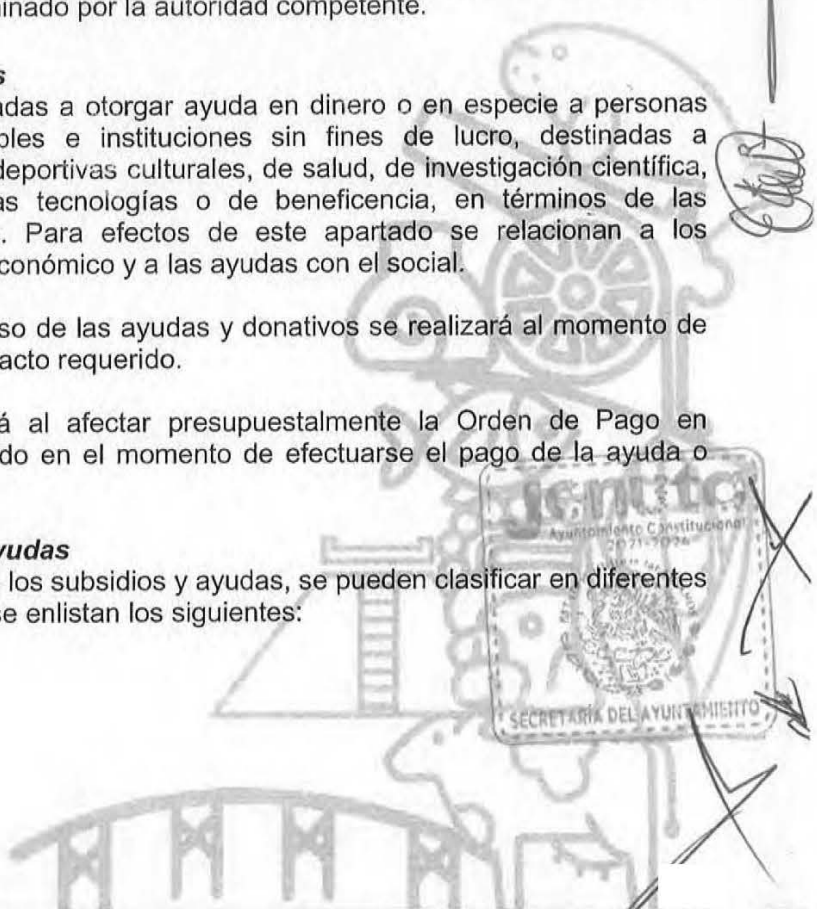 inado por la autoridad competente.
s
adas a otorgar ayuda en dinero o en especie a personas
bles e instituciones sin fines de lucro, destinadas a
deportivas culturales, de salud, de investigación científica,
as tecnologías o de beneficencia, en términos de las
. Para efectos de este apartado se relacionan a los
económico y a las ayudas con el social.
so de las ayudas y donativos se realizará al momento de
acto requerido.
á al afectar presupuestalmente la Orden de Pago en
do en el momento de efectuarse el pago de la ayuda o
yudas
los subsidios y ayudas, se pueden clasificar en diferentes
se enlistan los siguientes:
Ayuntamiento Constitucional
SECRETARÍA DEL AYUNTAMIENTO